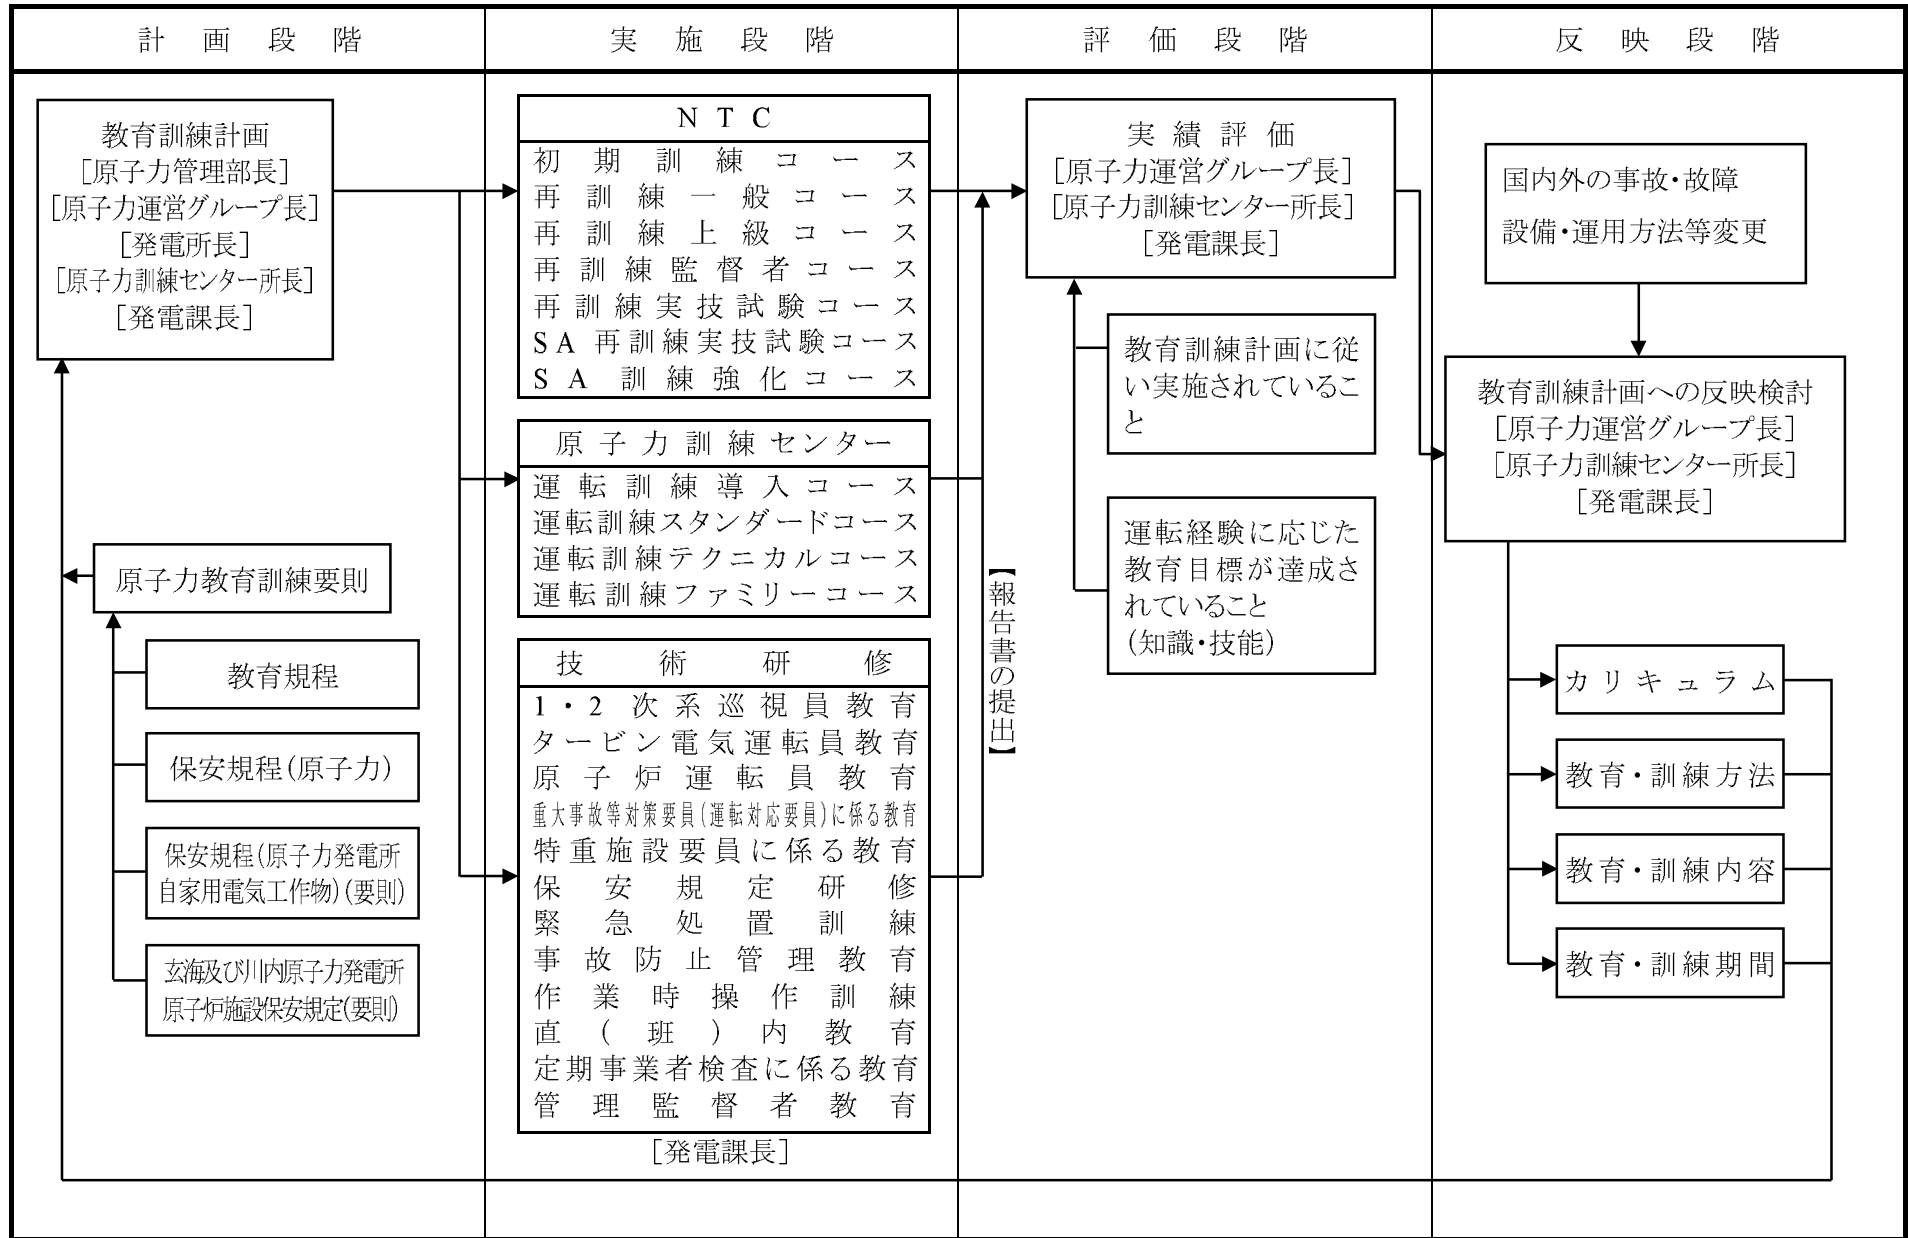 計画段階
実施段階
評価段階
反映段階
教育訓練計画
[原子力管理部長]
[原子力運営グループ長]
[発電所長]
[原子力訓練センター所長]
[発電課長]
原子力教育訓練要則
教育規程
保安規程(原子力)
保安規程(原子力発電所
自家用電気工作物)(要則)
玄海及び川内原子力発電所
原子炉施設保安規定(要則)
NTC
初期訓練コース
再訓練一般コース
再訓練上級コース
再訓練監督者コース
再訓練実技試験コース
SA再訓練実技試験コース
SA訓練強化コース
原子力訓練センター
運転訓練導入コース
運転訓練スタンダードコース
運転訓練テクニカルコース
運転訓練ファミリーコース
技術研修
1・2次系巡視員教育
タービン電気運転員教育
原子炉運転員教育
重大事故等対策要員(運転対応要員)に係る教育
特重施設要員に係る教育
保安規定研修
緊急処置訓練
事故防止管理教育
作業時操作訓練
直(班)内教育
定期事業者検査に係る教育
管理監督者教育
[発電課長]
【報告書の提出】
実績評価
[原子力運営グループ長]
[原子力訓練センター所長]
[発電課長]
教育訓練計画に従
い実施されているこ
と
運転経験に応じた
教育目標が達成さ
れていること
(知識・技能)
国内外の事故・故障
設備・運用方法等変更
教育訓練計画への反映検討
[原子力運営グループ長]
[原子力訓練センター所長]
[発電課長]
カリキュラム
教育・訓練方法
教育・訓練内容
教育・訓練期間